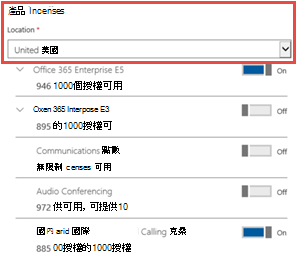 產品 Incenses
Location *
United 美國
Office 365 Enterprise E5 On
946 1000個授權可用
Oxen 365 Interpose E3 Off
895 的1000授權可
Communications 點數 Off
無限制 censes 可用
Audio Conferencing Off
972 供可用, 可提供10
國內 arid 國際 Calling 克桑 On
885 00授權的1000授權